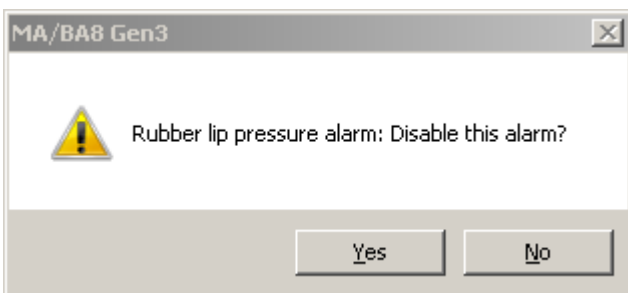 MA/BA8 Gen3
Rubber lip pressure alarm: Disable this alarm?
Yes
No